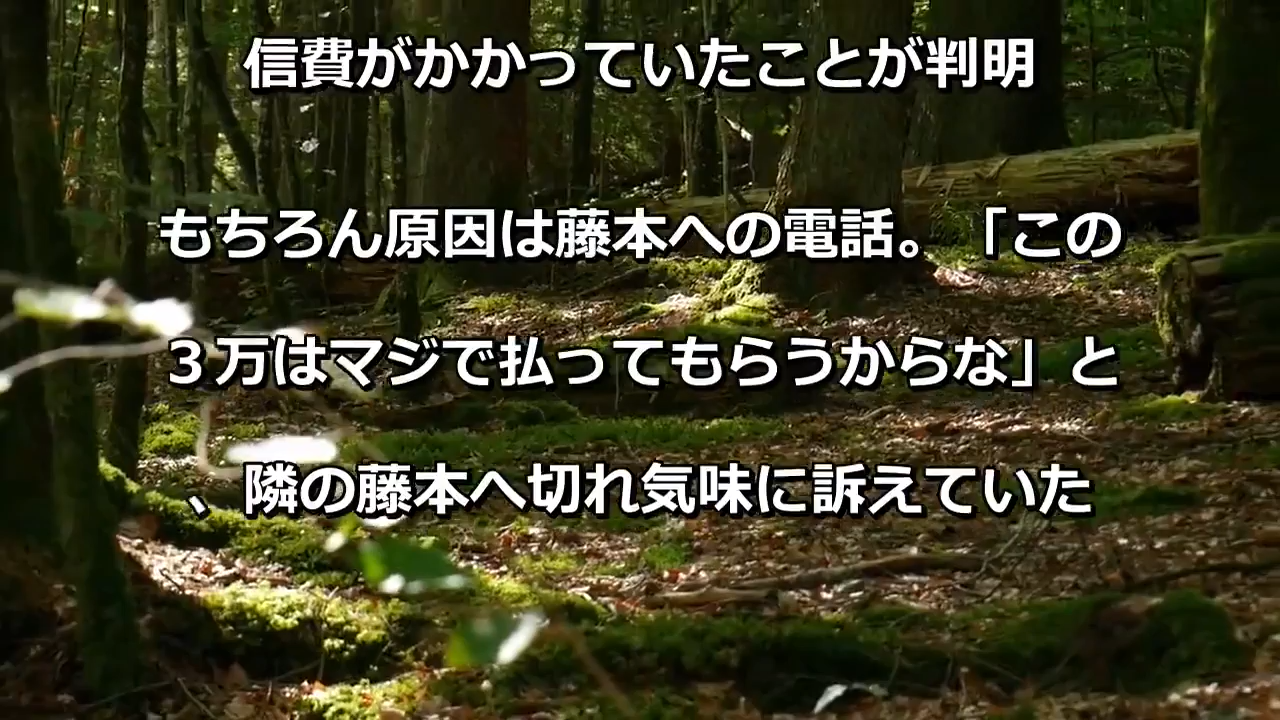 信費がかかっていたことが判明
もちろん原因は藤本への電話。「この
３万はマジで払ってもらうからな」と
、隣の藤本へ切れ気味に訴えていた